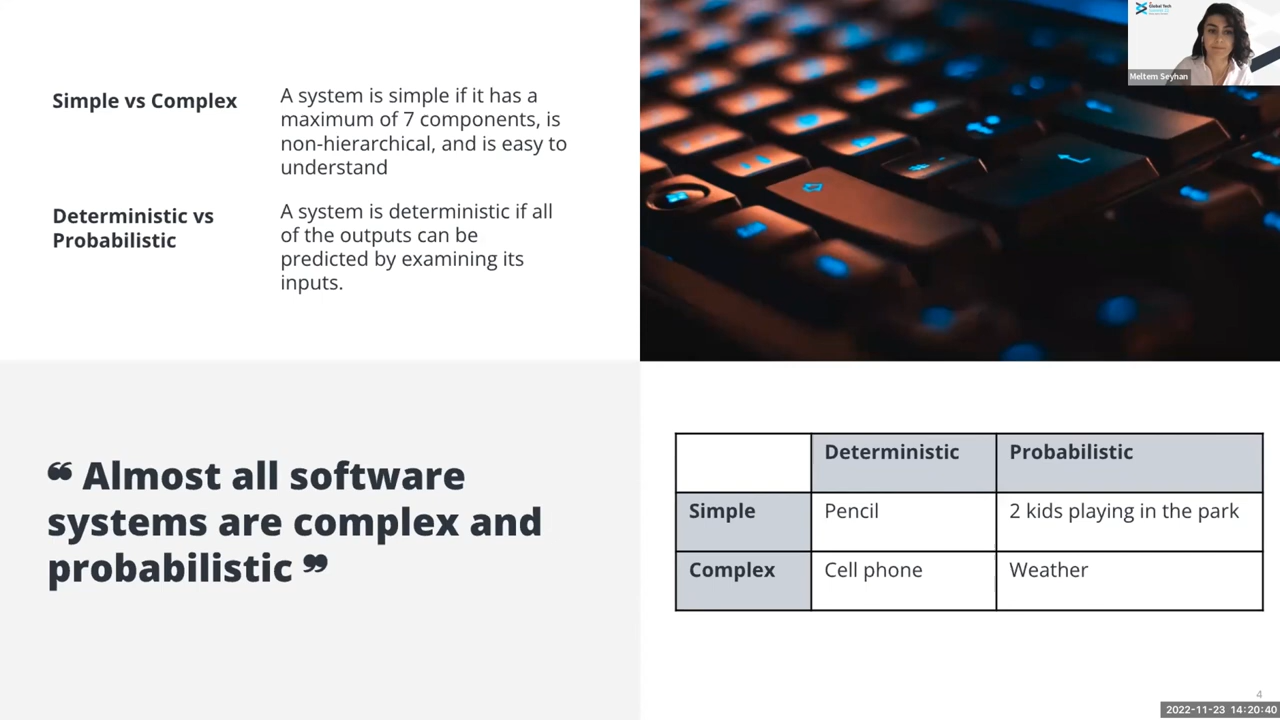 Simple vs Complex
A system is simple if it has a
maximum of 7 components, is
non-hierarchical, and is easy to
understand
Deterministic vs
Probabilistic
A system is deterministic if all
of the outputs can be
predicted by examining its
inputs.
Global Tech
Meltem Seyhan
❝ Almost all software
systems are complex and
probabilistic ❞
Deterministic Probabilistic
Simple Pencil 2 kids playing in the park
Complex Cell phone Weather
4
2022-11-23 14:20:40